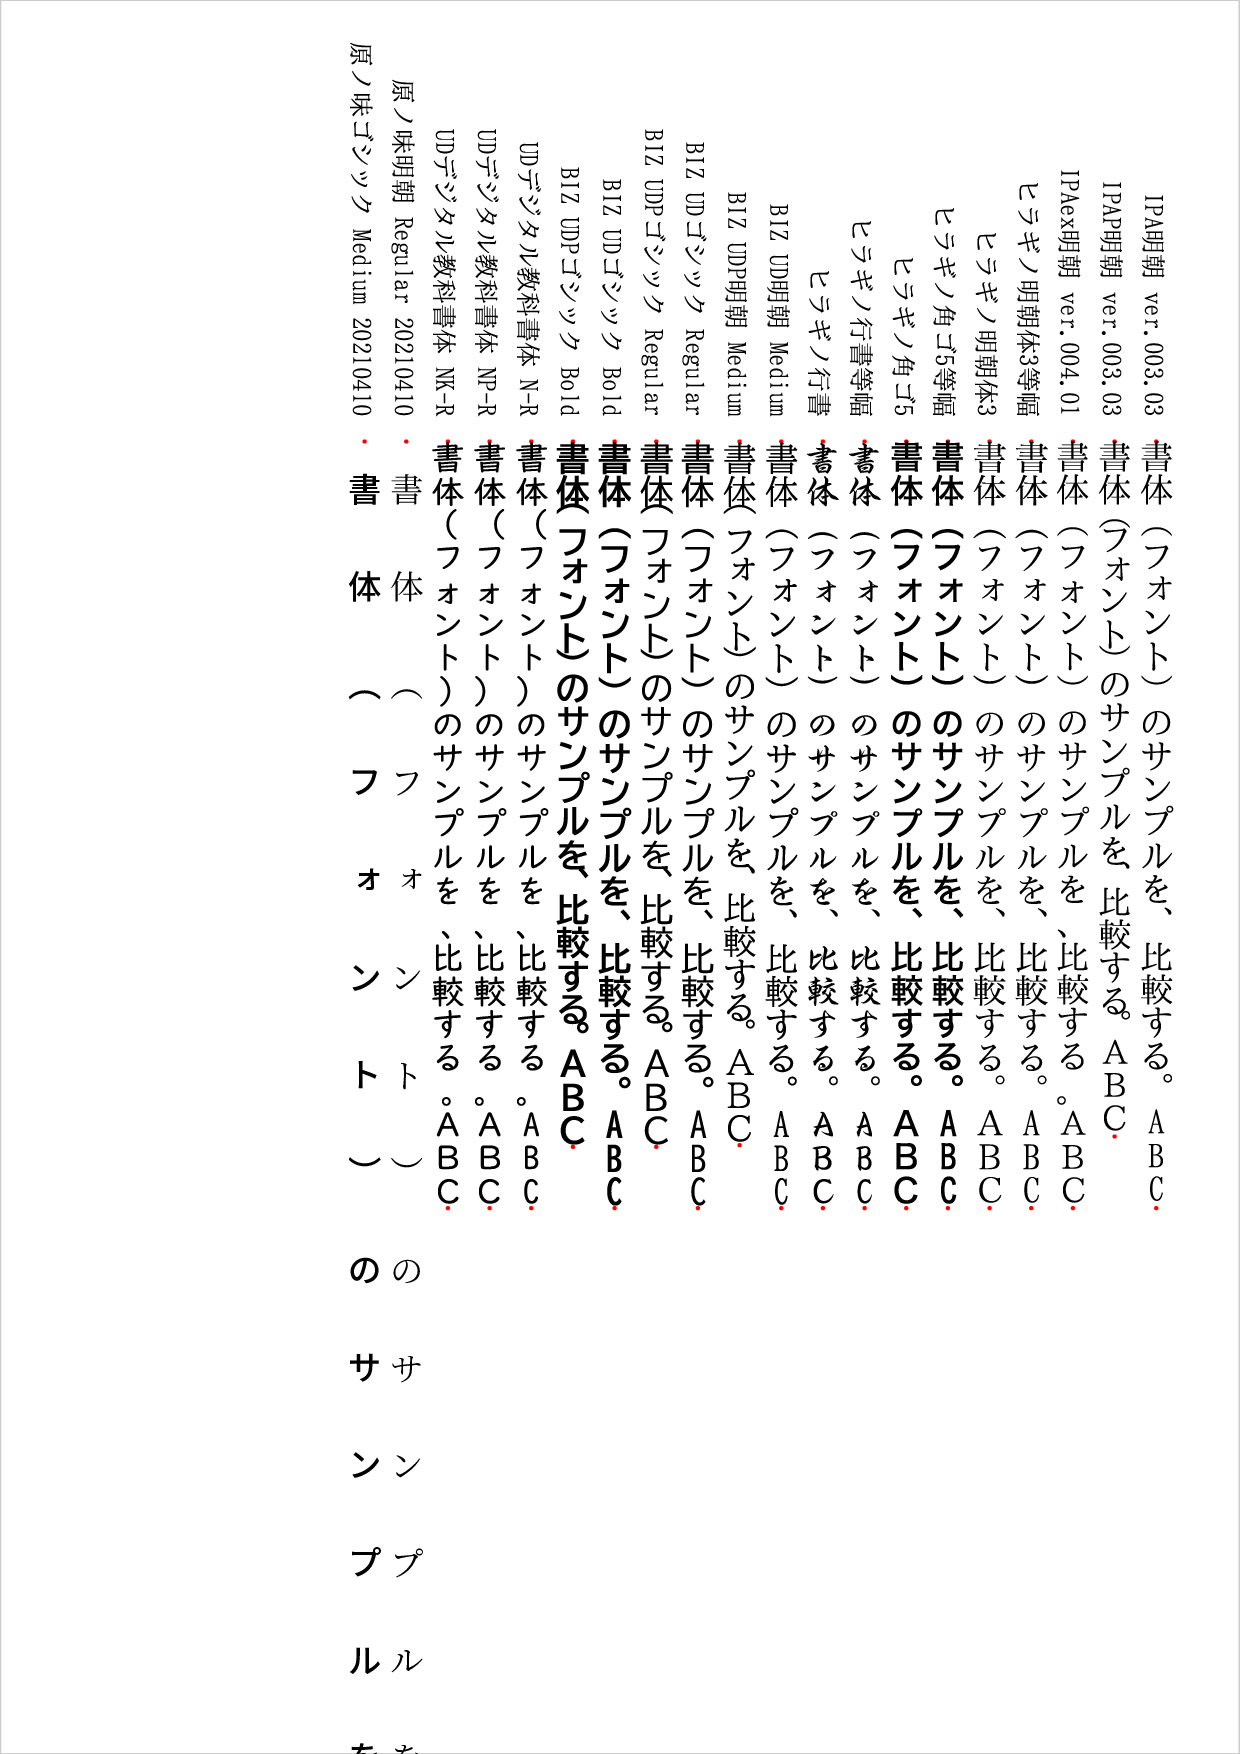 IPA明朝 ver.003.03
書体（フォント）のサンプルを、比較する。ABC
IPAP明朝 ver.003.03
書体（フォント）のサンプルを、比較する。ABC
IPAex明朝 ver.004.01
書体（フォント）のサンプルを、比較する。ABC
ヒラギノ明朝体3等幅
書体（フォント）のサンプルを、比較する。ABC
ヒラギノ明朝体3
書体（フォント）のサンプルを、比較する。ABC
ヒラギノ角ゴ5等幅
書体（フォント）のサンプルを、比較する。ABC
ヒラギノ角ゴ5
書体（フォント）のサンプルを、比較する。ABC
ヒラギノ行書等幅
書体（フォント）のサンプルを、比較する。ABC
ヒラギノ行書
書体（フォント）のサンプルを、比較する。ABC
BIZ UD明朝 Medium
書体（フォント）のサンプルを、比較する。ABC
BIZ UDP明朝 Medium
書体（フォント）のサンプルを、比較する。ABC
BIZ UDゴシック Regular
書体（フォント）のサンプルを、比較する。ABC
BIZ UDPゴシック Regular
書体（フォント）のサンプルを、比較する。ABC
BIZ UDゴシック Bold
書体（フォント）のサンプルを、比較する。ABC
BIZ UDPゴシック Bold
書体（フォント）のサンプルを、比較する。ABC
UDデジタル教科書体 N-R
書体（フォント）のサンプルを、比較する。ABC
UDデジタル教科書体 NP-R
書体（フォント）のサンプルを、比較する。ABC
UDデジタル教科書体 NK-R
書体（フォント）のサンプルを、比較する。ABC
原ノ味明朝 Regular 20210410
書体（フォント）のサンプルを
原ノ味ゴシック Medium 20210410
書体（フォント）のサンプルを